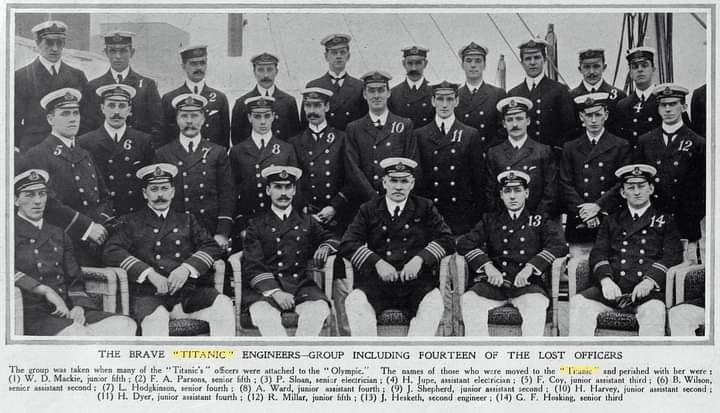 1
2
3
4
5
6
7
8
9
10
11
12
13
14
THE BRAVE "TITANIC" ENGINEERS—GROUP INCLUDING FOURTEEN OF THE LOST OFFICERS
The group was taken when many of the "Titanic's" officers were attached to the "Olympic." The names of those who were moved to the "Titanic" and perished with her were ;
(1) W. D. Mackie, junior fifth ; (2) F. A. Parsons, senior fifth ; (3) P. Sloan, senior electrician ; (4) H. Jupe, assistant electrician ; (5) F. Coy, junior assistant third ; (6) B. Wilson,
senior assistant second ; (7) L. Hodgkinson, senior fourth ; (8) A. Ward, junior assistant fourth ; (9) J. Shepherd, junior assistant second ; (10) H. Harvey, junior assistant second ;
(11) H. Dyer, junior assistant fourth ; (12) R. Millar, junior fifth ; (13) J. Hesketh, second engineer ; (14) G. F. Hosking, senior third